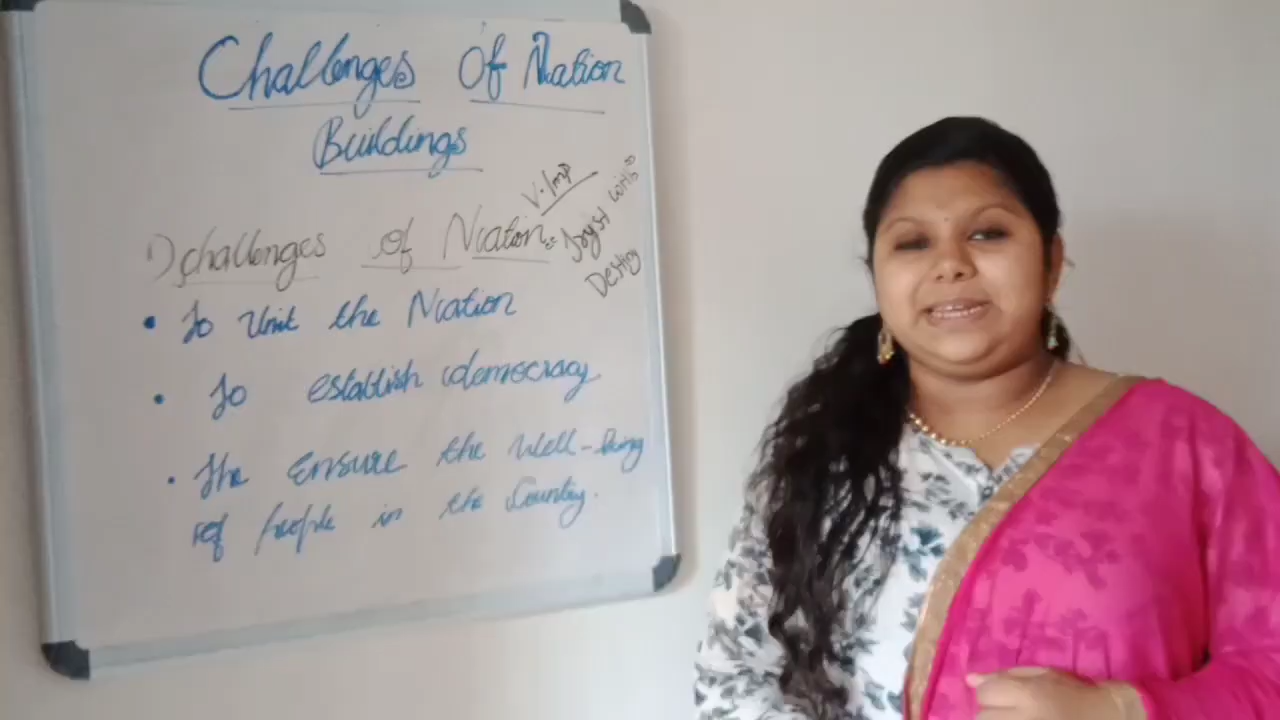 Challenges Of Nation
Buildings
V. Imp
1) challenges of Nation
Tryst with
Destiny
• To Unit the Nation
• To establish democracy
• The Ensure the Well-being
of people in the Country.